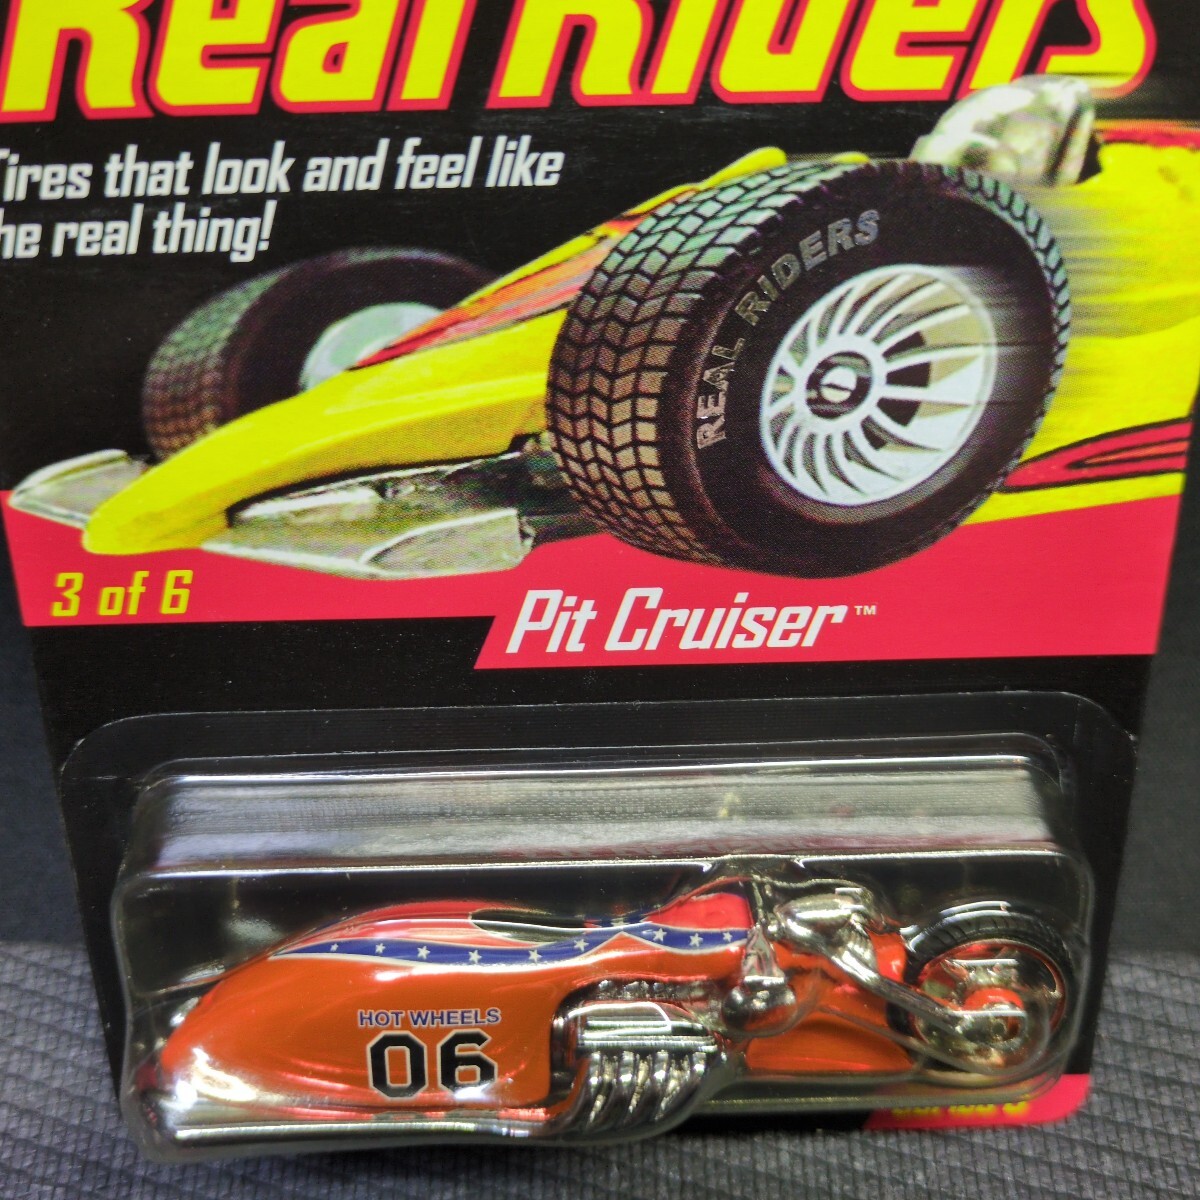 Real Riders
Tires that look and feel like
the real thing!
REAL RIDERS
3 of 6
Pit Cruiser™
HOT WHEELS
06